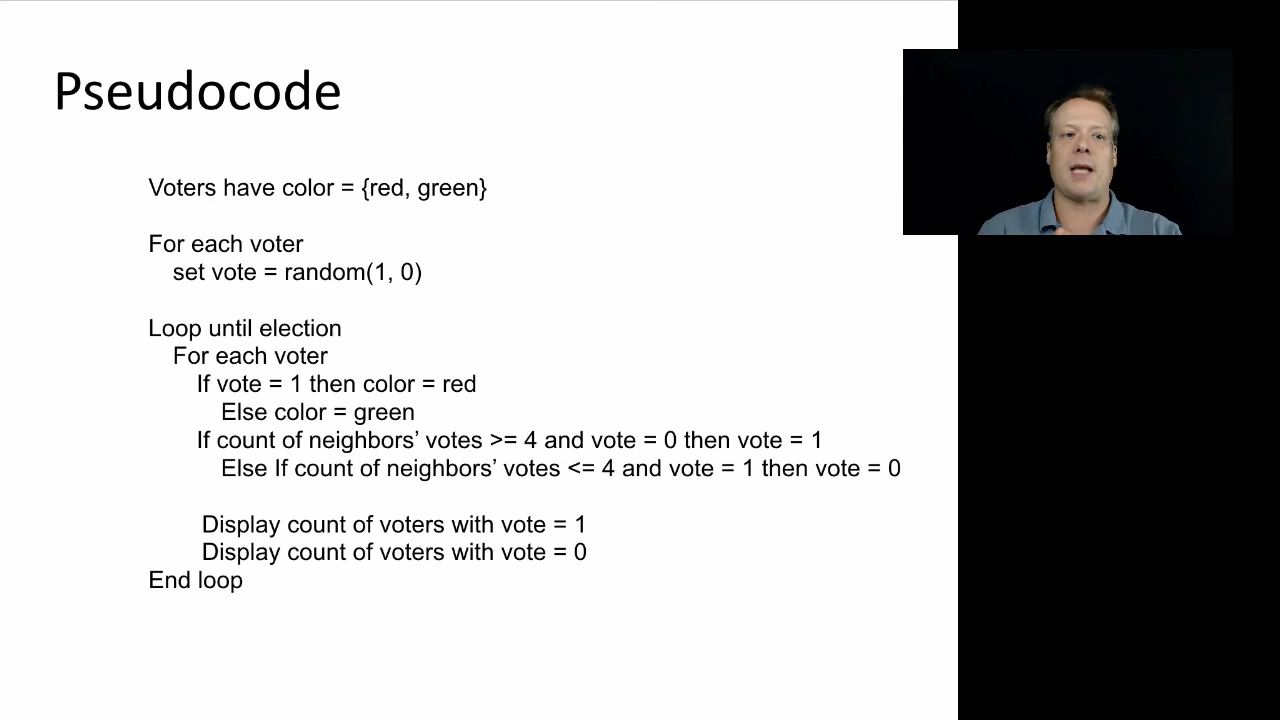 Pseudocode
Voters have color = {red, green}
For each voter
set vote = random(1, 0)
Loop until election
For each voter
If vote = 1 then color = red
Else color = green
If count of neighbors’ votes >= 4 and vote = 0 then vote = 1
Else If count of neighbors’ votes <= 4 and vote = 1 then vote = 0
Display count of voters with vote = 1
Display count of voters with vote = 0
End loop